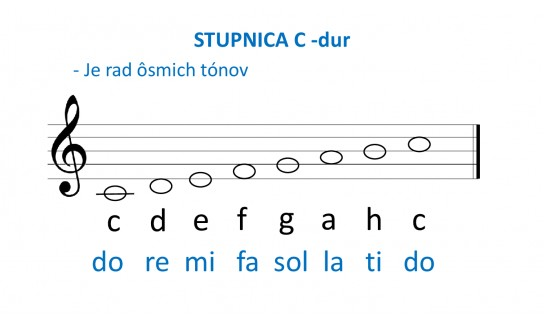 STUPNICA C -dur
- Je rad ôsmich tónov
c d e f g a h c
do re mi fa sol la ti do